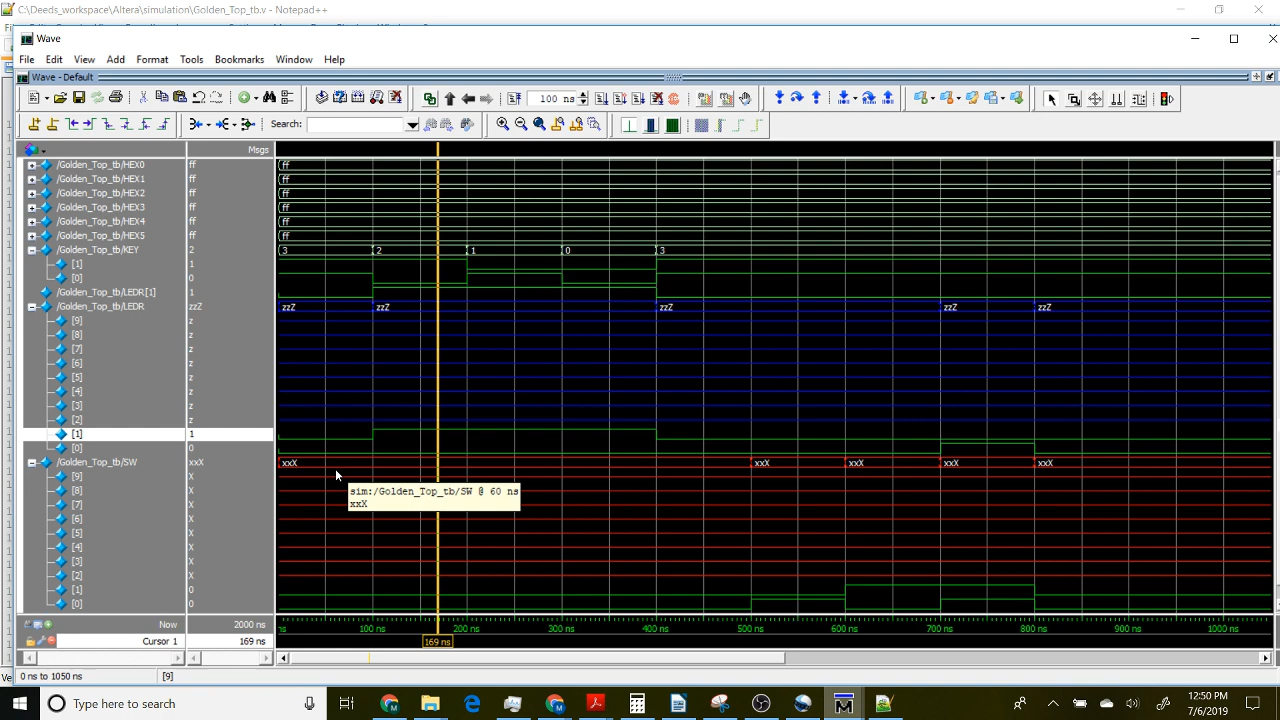 C:\Deeds_workspace\Altera\simulation\Golden_Top_tb.v - Notepad++
Wave
File Edit View Add Format Tools Bookmarks Window Help
Wave - Default
100 ns
Search:
Msgs
/Golden_Top_tb/HEX0 ff ff
/Golden_Top_tb/HEX1 ff ff
/Golden_Top_tb/HEX2 ff ff
/Golden_Top_tb/HEX3 ff ff
/Golden_Top_tb/HEX4 ff ff
/Golden_Top_tb/HEX5 ff ff
/Golden_Top_tb/KEY 2 3 2 1 0 3
[1] 1
[0] 0
/Golden_Top_tb/LEDR[1] 1
/Golden_Top_tb/LEDR zzZ zzZ zzZ zzZ zzZ zzZ
[9] z
[8] z
[7] z
[6] z
[5] z
[4] z
[3] z
[2] z
[1] 1
[0] 0
/Golden_Top_tb/SW xxX xxX xxX xxX xxX xxX
[9] X
[8] X
[7] X
[6] X
[5] X
[4] X
[3] X
[2] X
[1] 0
[0] 0
sim:/Golden_Top_tb/SW @ 60 ns
xxX
Now 2000 ns ns 100 ns 200 ns 300 ns 400 ns 500 ns 600 ns 700 ns 800 ns 900 ns 1000 ns
Cursor 1 169 ns 169 ns
0 ns to 1050 ns [9]
Type here to search
12:50 PM
7/6/2019